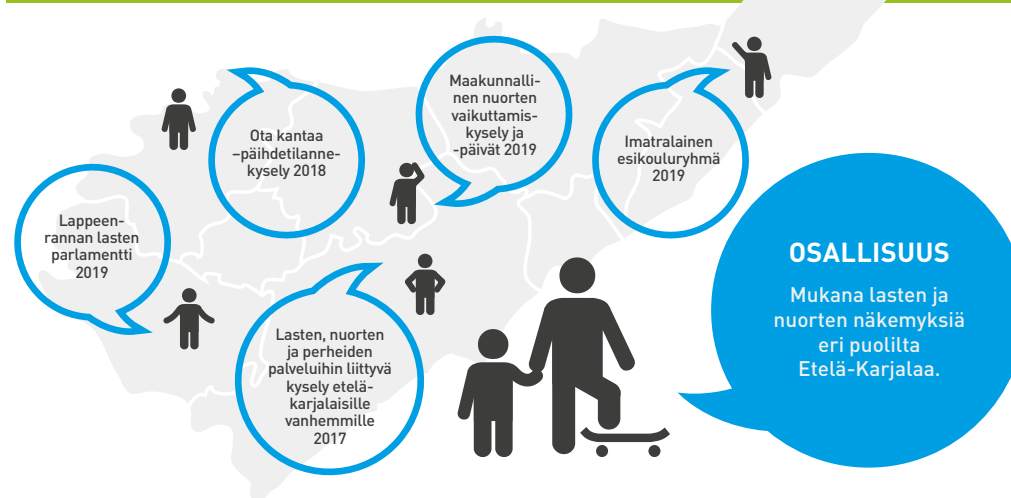 Lappeen-
rannan lasten
parlamentti
2019
Ota kantaa
–päihdetilanne-
kysely 2018
Maakunnalli-
nen nuorten
vaikuttamis-
kysely ja
-päivät 2019
Imatralainen
esikouluryhmä
2019
Lasten, nuorten
ja perheiden
palveluihin liittyvä
kysely etelä-
karjalaisille
vanhemmille
2017
OSALLISUUS
Mukana lasten ja
nuorten näkemyksiä
eri puolilta
Etelä-Karjalaa.